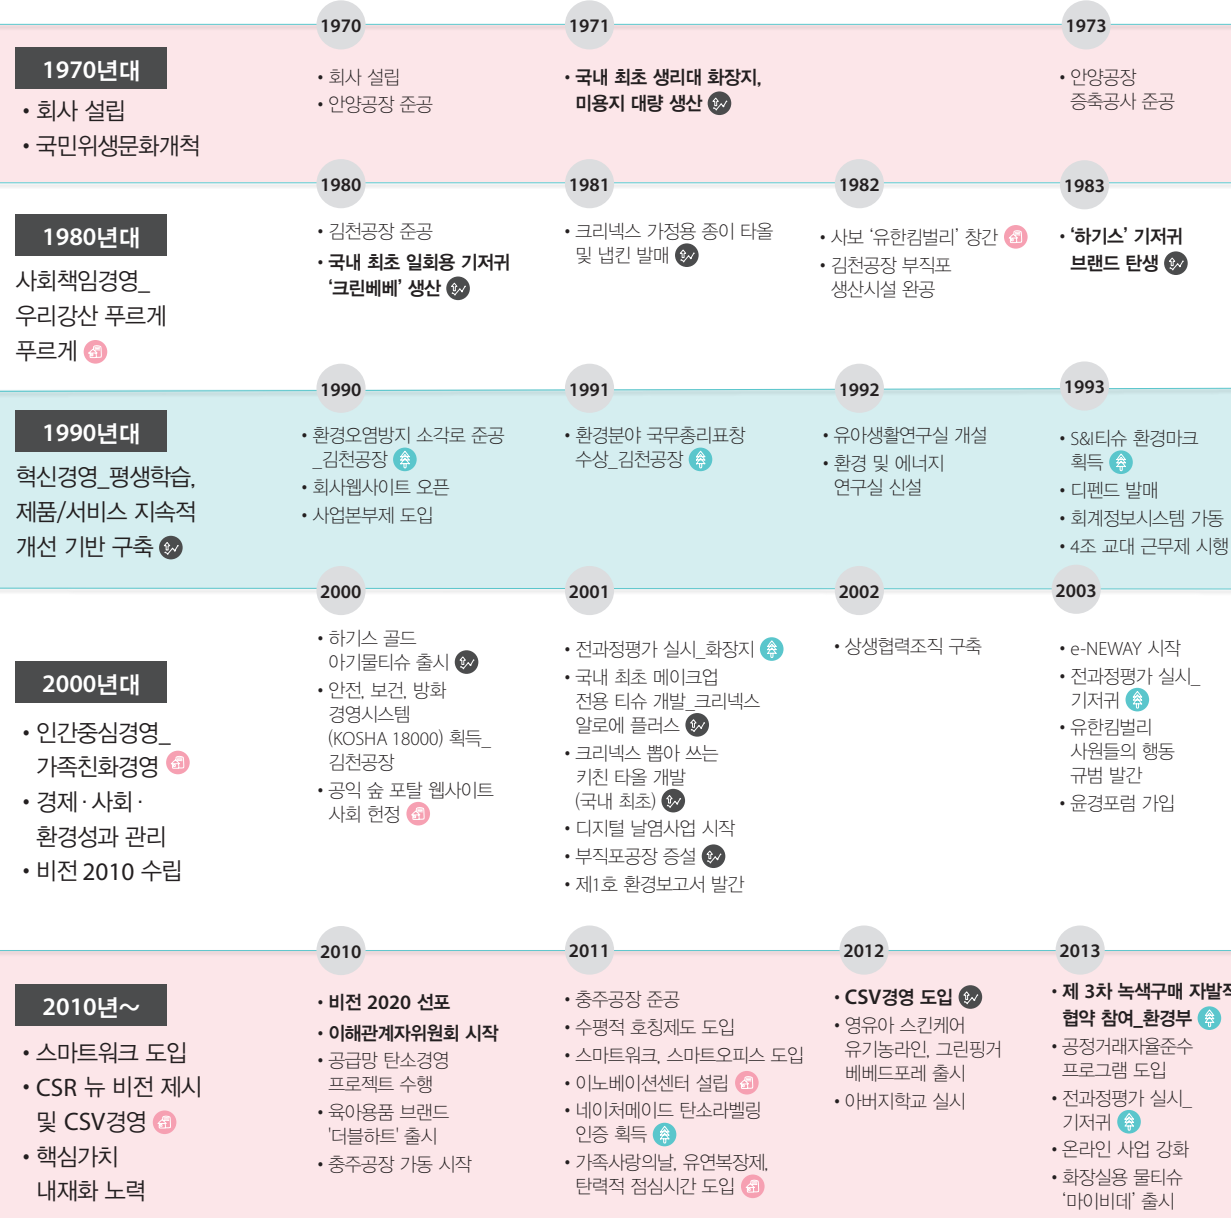 1970
1971
1973
1970년대
• 회사 설립
• 국민위생문화개척
• 회사 설립
• 안양공장 준공
• 국내 최초 생리대 화장지,
미용지 대량 생산
• 안양공장
증축공사 준공
1980
1981
1982
1983
1980년대
사회책임경영_
우리강산 푸르게
푸르게
• 김천공장 준공
• 국내 최초 일회용 기저귀
‘크린베베’ 생산
• 크리넥스 가정용 종이 타올
및 냅킨 발매
• 사보 ‘유한킴벌리’ 창간
• 김천공장 부직포
생산시설 완공
• ‘하기스’ 기저귀
브랜드 탄생
1990
1991
1992
1993
1990년대
혁신경영_평생학습,
제품/서비스 지속적
개선 기반 구축
• 환경오염방지 소각로 준공
_김천공장
• 회사웹사이트 오픈
• 사업본부제 도입
• 환경분야 국무총리표창
수상_김천공장
• 유아생활연구실 개설
• 환경 및 에너지
연구실 신설
• S&I티슈 환경마크
획득
• 디펜드 발매
• 회계정보시스템 가동
• 4조 교대 근무제 시행
2000
2001
2002
2003
2000년대
• 인간중심경영_
가족친화경영
• 경제·사회·
환경성과 관리
• 비전 2010 수립
• 하기스 골드
아기물티슈 출시
• 안전, 보건, 방화
경영시스템
(KOSHA 18000) 획득_
김천공장
• 공익 숲 포탈 웹사이트
사회 헌정
• 전과정평가 실시_화장지
• 국내 최초 메이크업
전용 티슈 개발_크리넥스
알로에 플러스
• 크리넥스 뽑아 쓰는
키친 타올 개발
(국내 최초)
• 디지털 날염사업 시작
• 부직포공장 증설
• 제1호 환경보고서 발간
• 상생협력조직 구축
• e-NEWAY 시작
• 전과정평가 실시_
기저귀
• 유한킴벌리
사원들의 행동
규범 발간
• 윤경포럼 가입
2010
2011
2012
2013
2010년~
• 스마트워크 도입
• CSR 뉴 비전 제시
및 CSV경영
• 핵심가치
내재화 노력
• 비전 2020 선포
• 이해관계자위원회 시작
• 공급망 탄소경영
프로젝트 수행
• 육아용품 브랜드
'더블하트' 출시
• 충주공장 가동 시작
• 충주공장 준공
• 수평적 호칭제도 도입
• 스마트워크, 스마트오피스 도입
• 이노베이션센터 설립
• 네이처메이드 탄소라벨링
인증 획득
• 가족사랑의날, 유연복장제,
탄력적 점심시간 도입
• CSV경영 도입
• 영유아 스킨케어
유기농라인, 그린핑거
베베드포레 출시
• 아버지학교 실시
• 제 3차 녹색구매 자발적
협약 참여_환경부
• 공정거래자율준수
프로그램 도입
• 전과정평가 실시_
기저귀
• 온라인 사업 강화
• 화장실용 물티슈
‘마이비데’ 출시